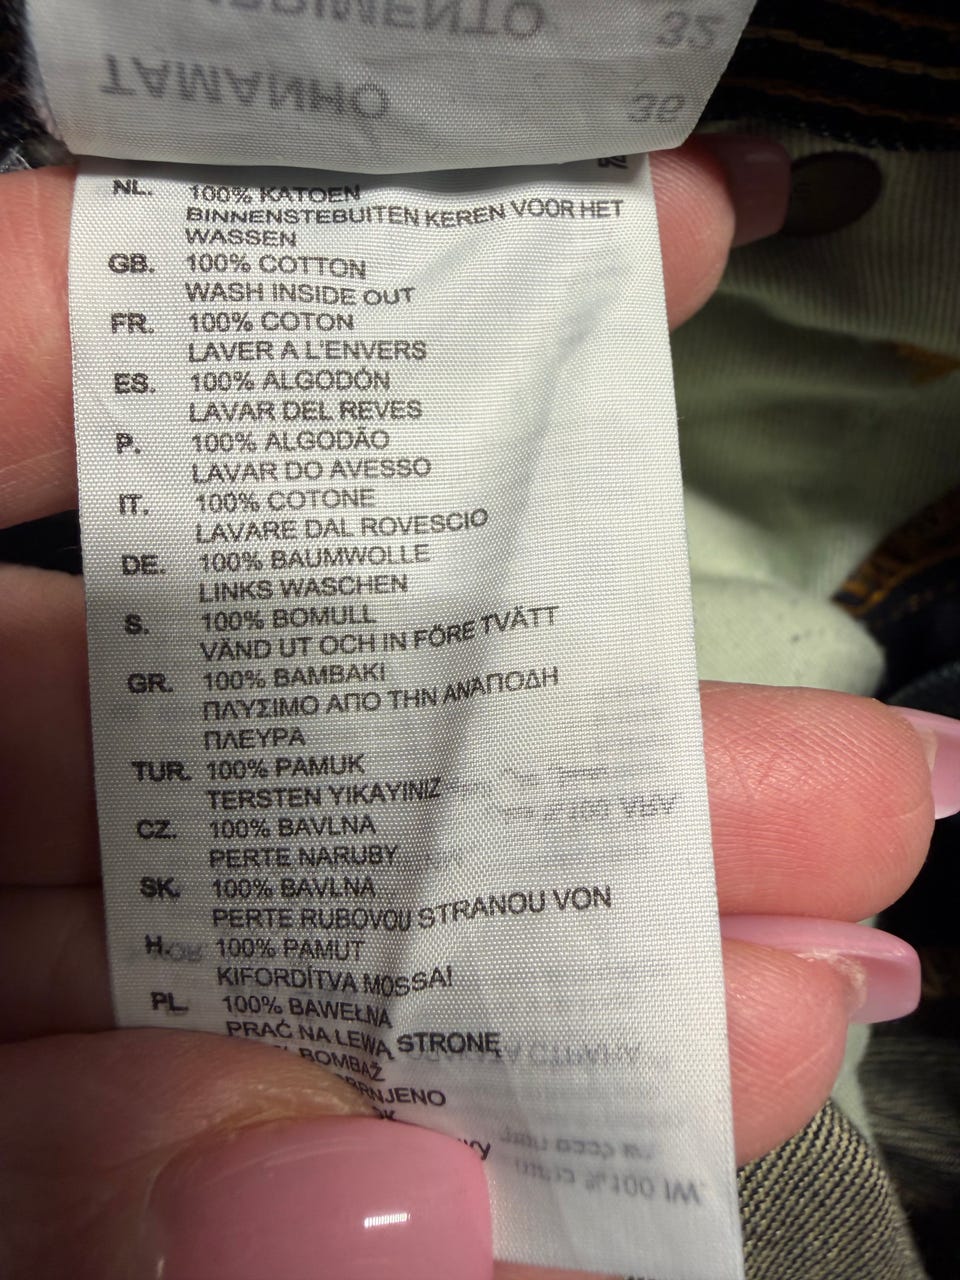 TAMANHO 38
NL. 100% KATOEN
BINNENSTEBUITEN KEREN VOOR HET
WASSEN
GB. 100% COTTON
WASH INSIDE OUT
FR. 100% COTON
LAVER A L'ENVERS
ES. 100% ALGODÓN
LAVAR DEL REVES
P. 100% ALGODÃO
LAVAR DO AVESSO
IT. 100% COTONE
LAVARE DAL ROVESCIO
DE. 100% BAUMWOLLE
LINKS WASCHEN
S. 100% BOMULL
VÄND UT OCH IN FÖRE TVÄTT
GR. 100% BAMBAKI
ΠΛΥΣΙΜΟ ΑΠΟ ΤΗΝ ΑΝΑΠΟΔΗ
ΠΛΕΥΡΑ
TUR. 100% PAMUK
TERSTEN YIKAYINIZ
CZ. 100% BAVLNA
PERTE NARUBY
SK. 100% BAVLNA
PERTE RUBOVOU STRANOU VON
H. 100% PAMUT
KIFORDÍTVA MOSSA!
PL. 100% BAWEŁNA
PRAĆ NA LEWĄ STRONĘ
BOMBAŽ